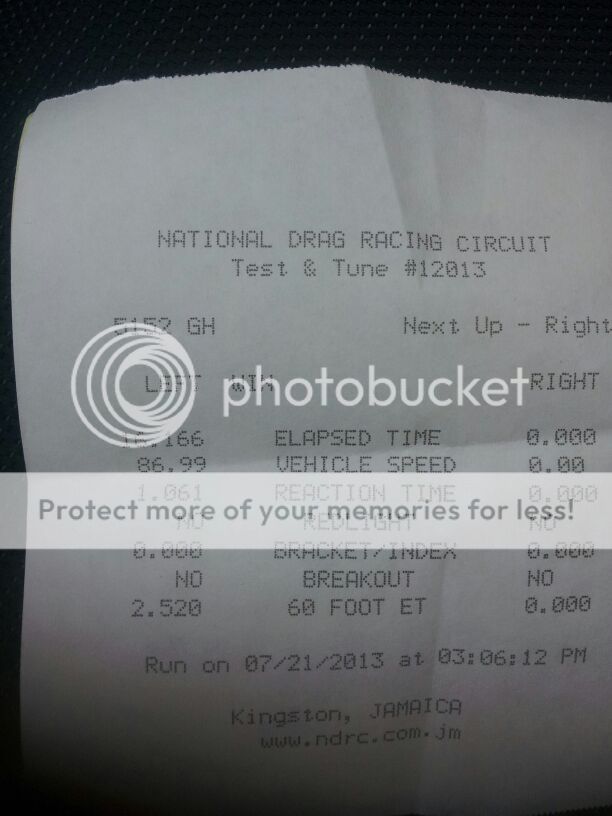 NATIONAL DRAG RACING CIRCUIT
Test & Tune #12013
5152 GH Next Up - Right
LEFT WIN RIGHT
photobucket
ELAPSED TIME 0.000
86.99 VEHICLE SPEED 0.00
1.061 REACTION TIME 0.000
Protect more of your memories for less!
NO REDLIGHT NO
0.000 BRACKET/INDEX 0.000
NO BREAKOUT NO
2.520 60 FOOT ET 0.000
Run on 07/21/2013 at 03:06:12 PM
Kingston, JAMAICA
www.ndrc.com.jm